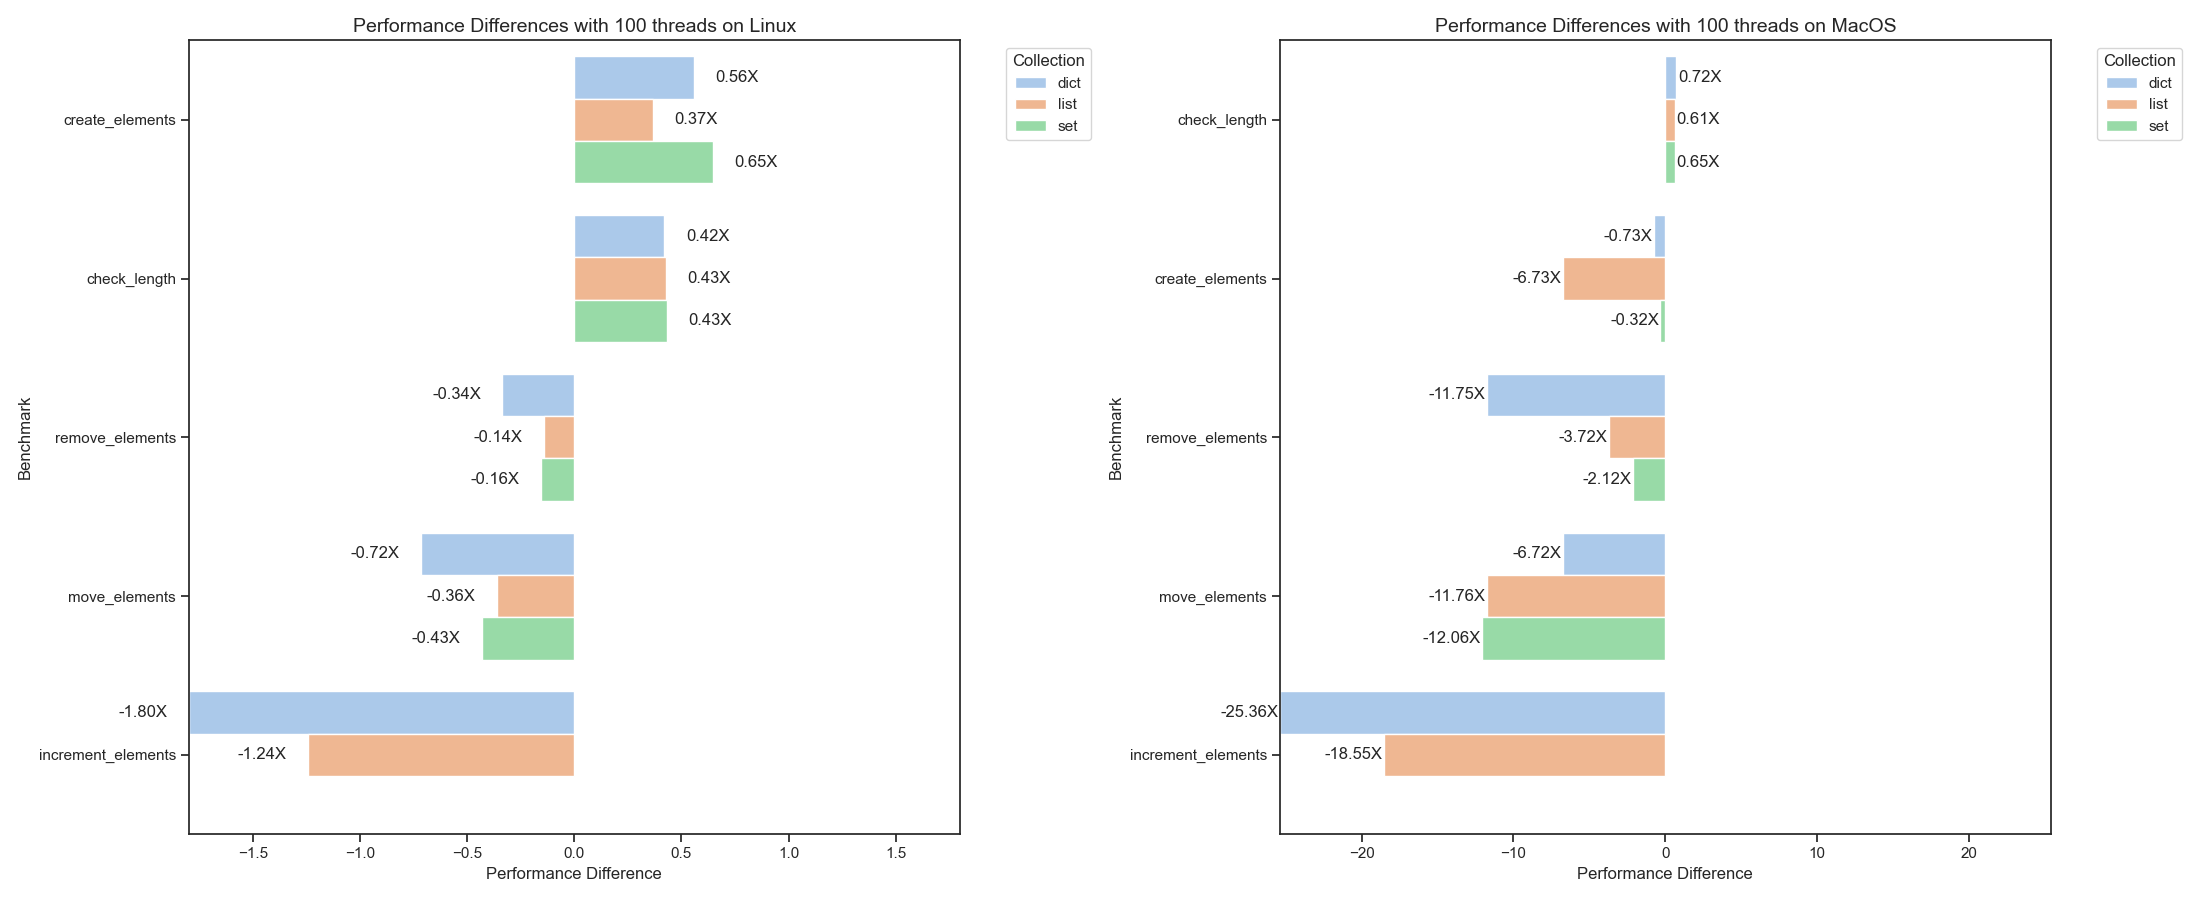 Performance Differences with 100 threads on Linux
Collection
dict
list
set
create_elements
0.56X
0.37X
0.65X
check_length
0.42X
0.43X
0.43X
remove_elements
-0.34X
-0.14X
-0.16X
move_elements
-0.72X
-0.36X
-0.43X
increment_elements
-1.80X
-1.24X
Benchmark
−1.5 −1.0 −0.5 0.0 0.5 1.0 1.5
Performance Difference
Performance Differences with 100 threads on MacOS
Collection
dict
list
set
check_length
0.72X
0.61X
0.65X
create_elements
-0.73X
-6.73X
-0.32X
remove_elements
-11.75X
-3.72X
-2.12X
move_elements
-6.72X
-11.76X
-12.06X
increment_elements
-25.36X
-18.55X
Benchmark
−20 −10 0 10 20
Performance Difference